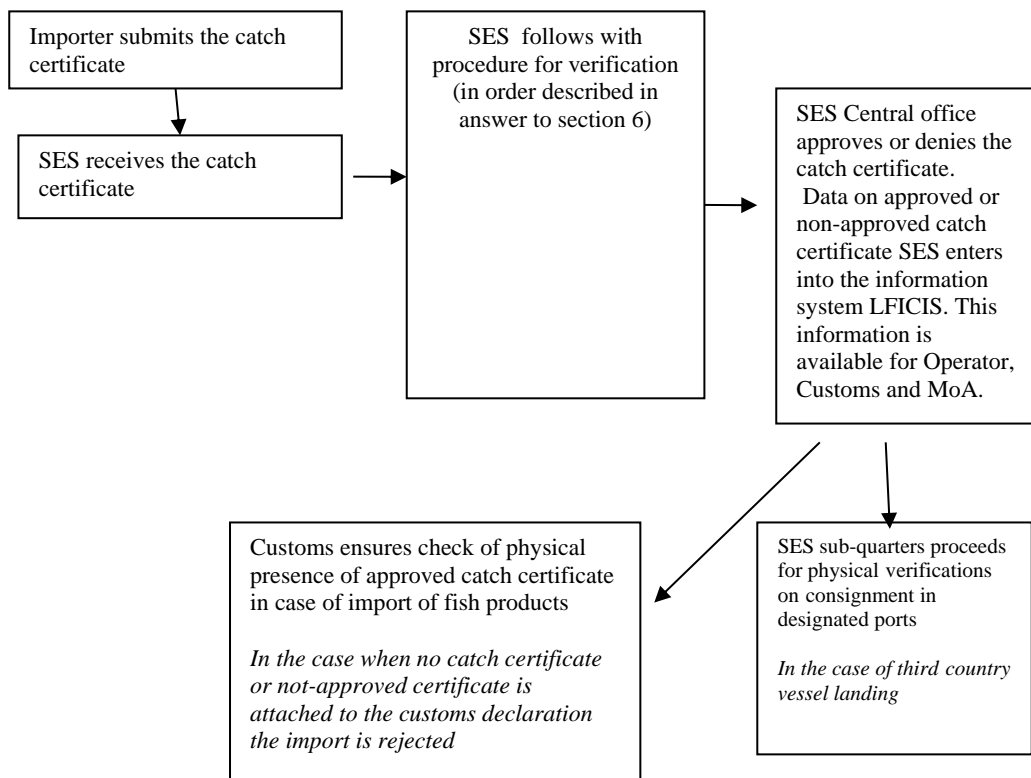 Importer submits the catch
certificate
SES receives the catch
certificate
SES follows with
procedure for verification
(in order described in
answer to section 6)
SES Central office
approves or denies the
catch certificate.
Data on approved or
non-approved catch
certificate SES enters
into the information
system LFICIS. This
information is
available for Operator,
Customs and MoA.
Customs ensures check of physical
presence of approved catch certificate
in case of import of fish products
In the case when no catch certificate
or not-approved certificate is
attached to the customs declaration
the import is rejected
SES sub-quarters proceeds
for physical verifications
on consignment in
designated ports
In the case of third country
vessel landing